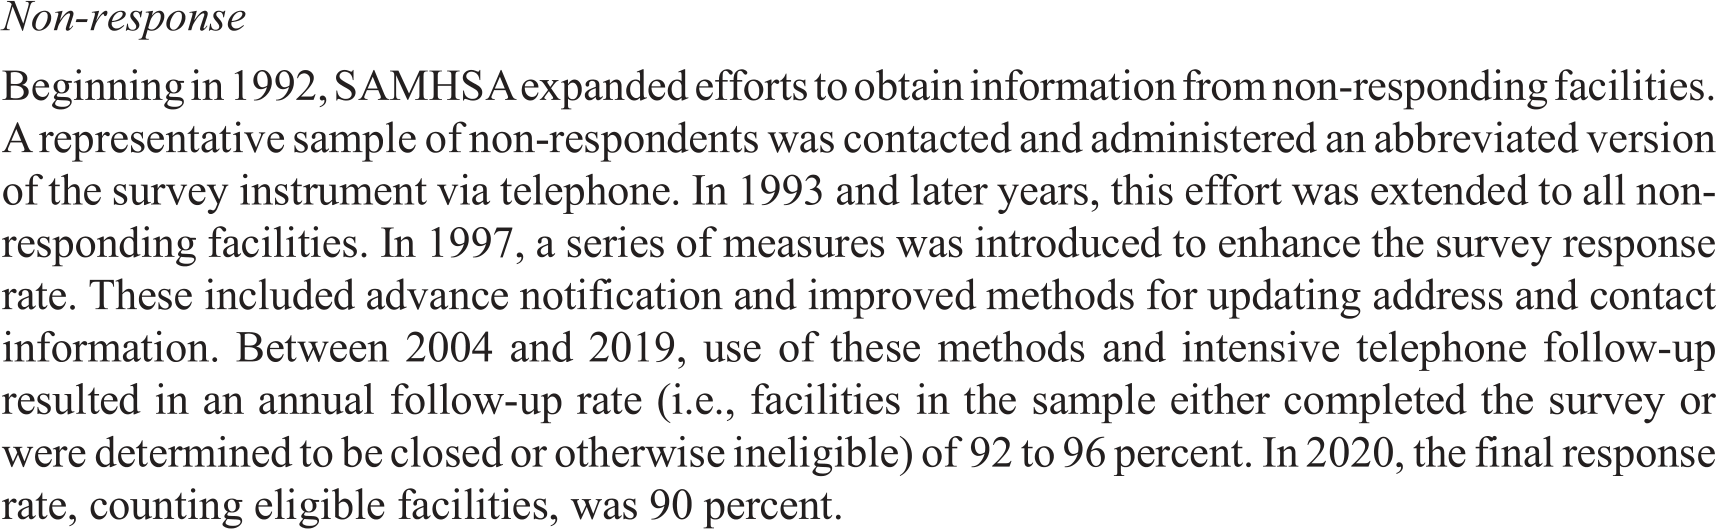 Non-response
Beginning in 1992, SAMHSA expanded efforts to obtain information from non-responding facilities.
A representative sample of non-respondents was contacted and administered an abbreviated version
of the survey instrument via telephone. In 1993 and later years, this effort was extended to all non-
responding facilities. In 1997, a series of measures was introduced to enhance the survey response
rate. These included advance notification and improved methods for updating address and contact
information. Between 2004 and 2019, use of these methods and intensive telephone follow-up
resulted in an annual follow-up rate (i.e., facilities in the sample either completed the survey or
were determined to be closed or otherwise ineligible) of 92 to 96 percent. In 2020, the final response
rate, counting eligible facilities, was 90 percent.